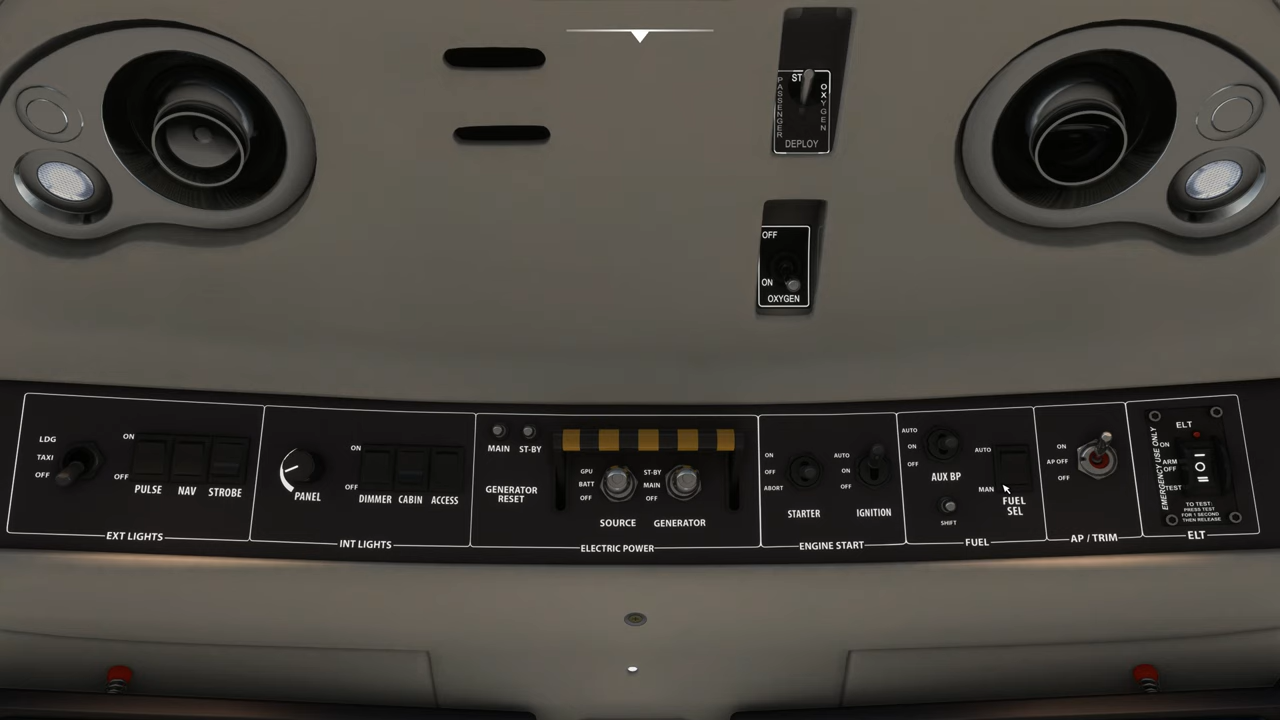 ST
PASSENGER
OXYGEN
DEPLOY
OFF
ON
OXYGEN
LDG
TAXI
OFF
ON
OFF
PULSE NAV STROBE
EXT LIGHTS
PANEL
ON
OFF
DIMMER CABIN ACCESS
INT LIGHTS
MAIN ST-BY
GENERATOR
RESET
GPU
BATT
OFF
SOURCE
ST-BY
MAIN
OFF
GENERATOR
ELECTRIC POWER
ON
OFF
ABORT
STARTER
AUTO
ON
OFF
IGNITION
ENGINE START
AUTO
ON
OFF
AUX BP
SHIFT
AUTO
MAN
FUEL
SEL
FUEL
ON
AP OFF
OFF
AP / TRIM
EMERGENCY USE ONLY
ELT
ON
ARM
OFF
TEST
TO TEST:
PRESS TEST
FOR 1 SECOND
THEN RELEASE
ELT